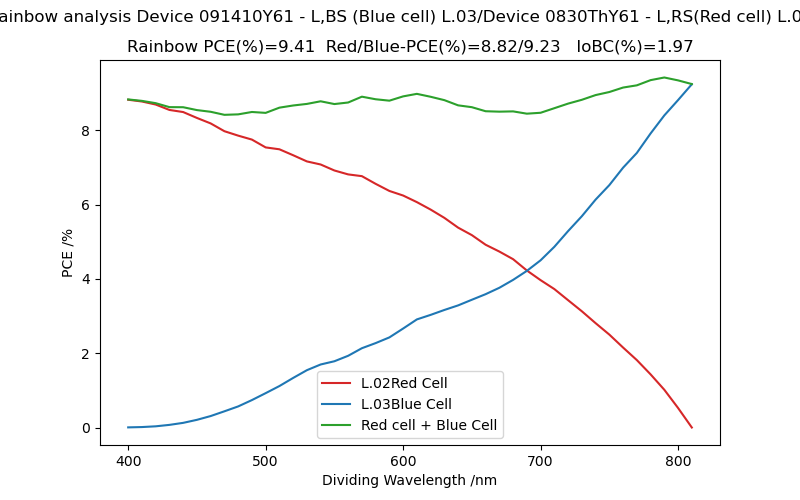 ainbow analysis Device 091410Y61 - L,BS (Blue cell) L.03/Device 0830ThY61 - L,RS(Red cell) L.0
Rainbow PCE(%)=9.41 Red/Blue-PCE(%)=8.82/9.23 IoBC(%)=1.97
PCE /%
8
6
4
2
0
L.02Red Cell
L.03Blue Cell
Red cell + Blue Cell
400 500 600 700 800
Dividing Wavelength /nm